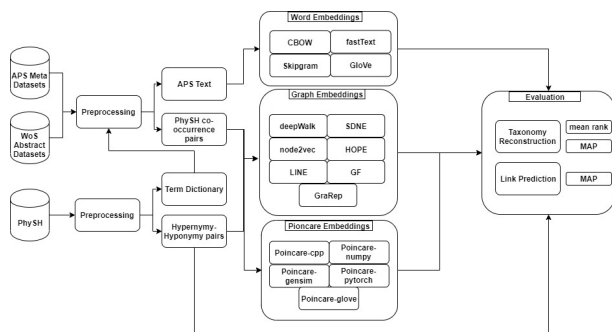 Word Embeddings
CBOW
fastText
Skipgram
GloVe
APS Meta
Datasets
WoS
Abstract
Datasets
Preprocessing
APS Text
PhySH co-
occurrence
pairs
Graph Embeddings
deepWalk
SDNE
node2vec
HOPE
LINE
GF
GraRep
Evaluation
Taxonomy
Reconstruction
mean rank
MAP
Link Prediction
MAP
PhySH
Preprocessing
Term Dictionary
Hypernymy-
Hyponymy pairs
Pioncare Embeddings
Poincare-cpp
Poincare-
numpy
Poincare-
gensim
Poincare-
pytorch
Poincare-glove